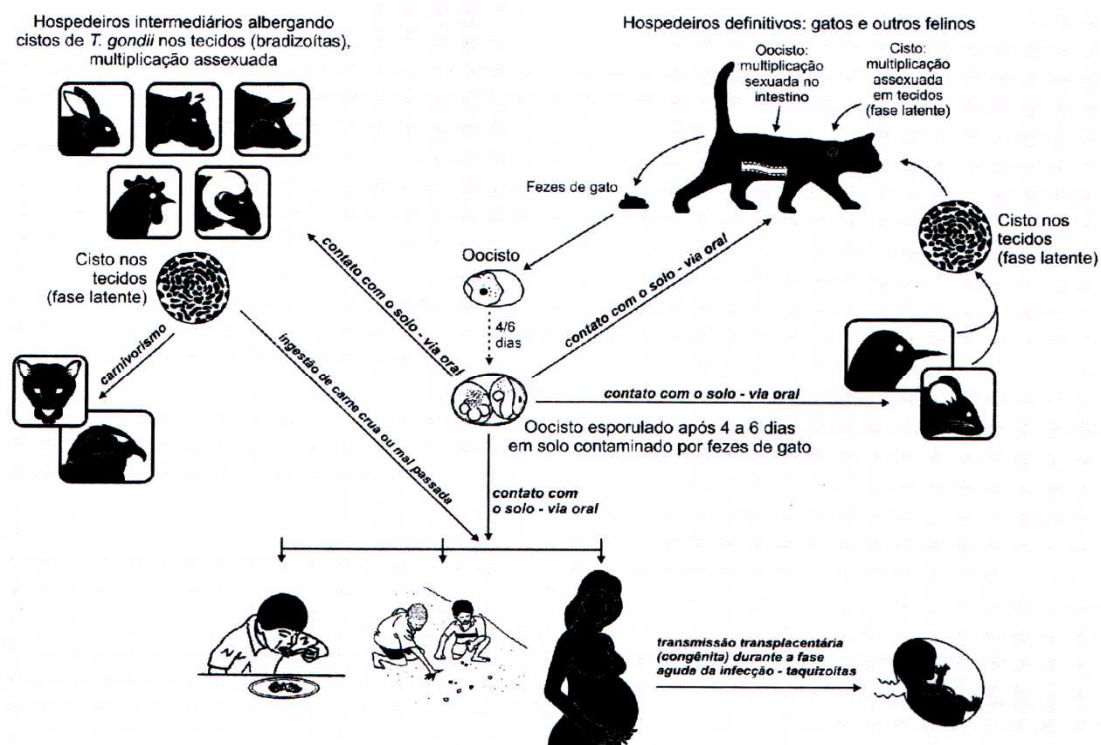 Hospedeiros intermediários albergando
cistos de T. gondii nos tecidos (bradizoítas),
multiplicação assexuada
Hospedeiros definitivos: gatos e outros felinos
Oocisto:
multiplicação
sexuada no
intestino
Cisto:
multiplicação
assexuada
em tecidos
(fase latente)
Fezes de gato
Cisto nos
tecidos
(fase latente)
Oocisto
4/6
dias
Cisto nos
tecidos
(fase latente)
contato com o solo - via oral
contato com o solo - via oral
carnivorismo
ingestão de carne crua ou mal passada
contato com o solo - via oral
Oocisto esporulado após 4 a 6 dias
em solo contaminado por fezes de gato
contato com
o solo - via oral
transmissão transplacentária
(congênita) durante a fase
aguda da infecção - taquizoítas